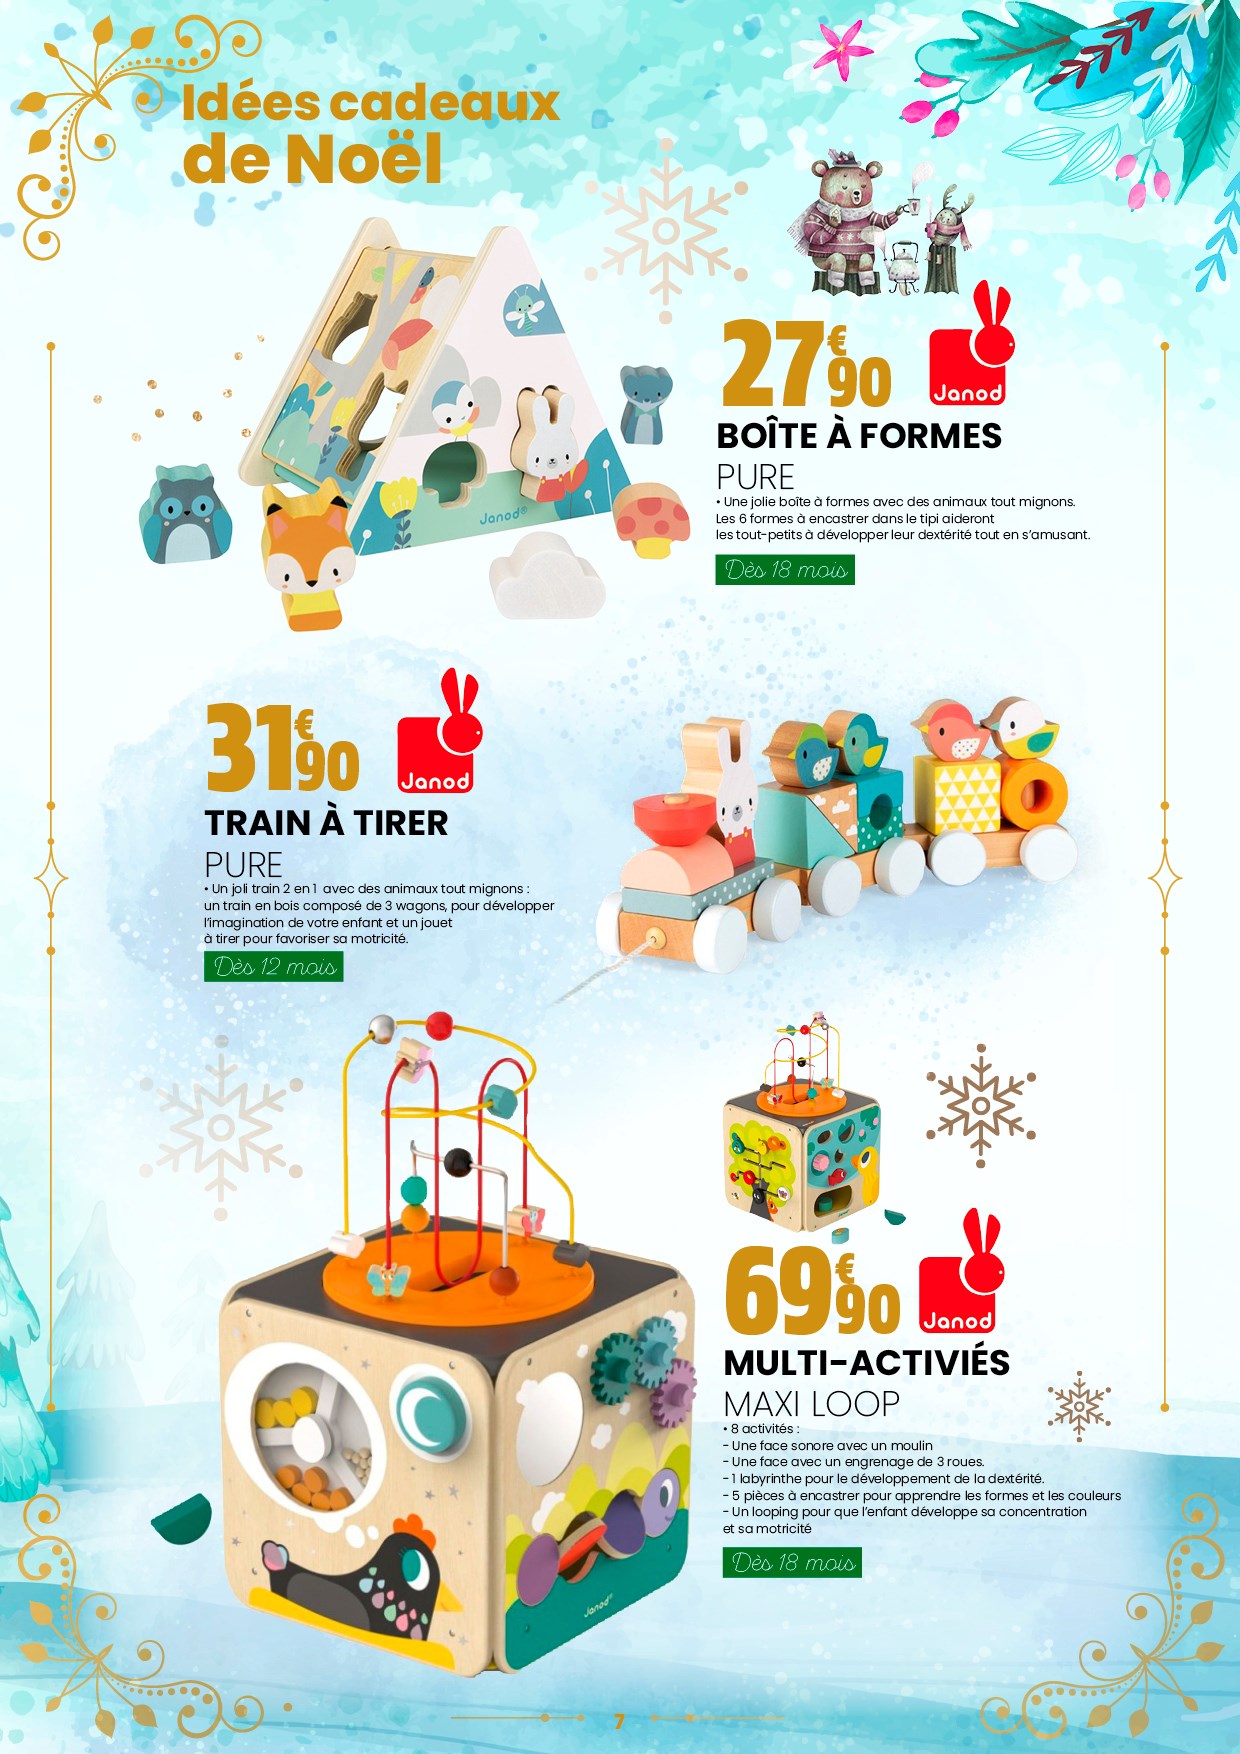 Idées cadeaux
de Noël
27€90
Janod
BOÎTE À FORMES
PURE
• Une jolie boîte à formes avec des animaux tout mignons.
Les 6 formes à encastrer dans le tipi aideront
les tout-petits à développer leur dextérité tout en s’amusant.
Dès 18 mois
Janod®
31€90
Janod
TRAIN À TIRER
PURE
• Un joli train 2 en 1 avec des animaux tout mignons :
un train en bois composé de 3 wagons, pour développer
l’imagination de votre enfant et un jouet
à tirer pour favoriser sa motricité.
Dès 12 mois
69€90
Janod
MULTI-ACTIVIÉS
MAXI LOOP
• 8 activités :
- Une face sonore avec un moulin
- Une face avec un engrenage de 3 roues.
- 1 labyrinthe pour le développement de la dextérité.
- 5 pièces à encastrer pour apprendre les formes et les couleurs
- Un looping pour que l’enfant développe sa concentration
et sa motricité
Dès 18 mois
Janod®
7